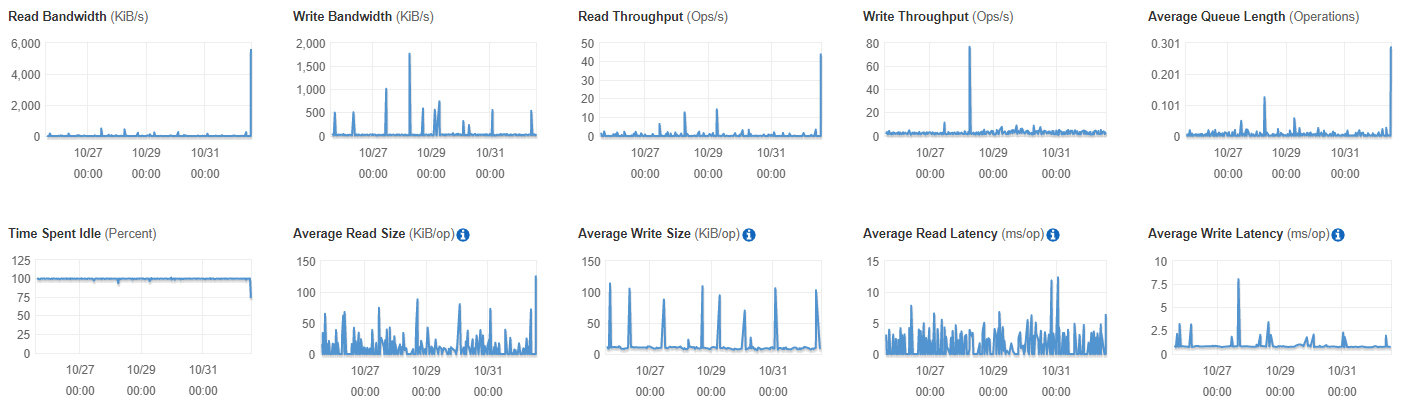 Read Bandwidth (KiB/s)
6,000
4,000
2,000
0
10/27 10/29 10/31
00:00 00:00 00:00
Write Bandwidth (KiB/s)
2,000
1,500
1,000
500
0
10/27 10/29 10/31
00:00 00:00 00:00
Read Throughput (Ops/s)
50
40
30
20
10
0
10/27 10/29 10/31
00:00 00:00 00:00
Write Throughput (Ops/s)
80
60
40
20
0
10/27 10/29 10/31
00:00 00:00 00:00
Average Queue Length (Operations)
0.301
0.201
0.101
0.001
10/27 10/29 10/31
00:00 00:00 00:00
Time Spent Idle (Percent)
125
100
75
50
25
0
10/27 10/29 10/31
00:00 00:00 00:00
Average Read Size (KiB/op) i
150
100
50
0
10/27 10/29 10/31
00:00 00:00 00:00
Average Write Size (KiB/op) i
150
100
50
0
10/27 10/29 10/31
00:00 00:00 00:00
Average Read Latency (ms/op) i
15
10
5
0
10/27 10/29 10/31
00:00 00:00 00:00
Average Write Latency (ms/op) i
10
7.5
5
2.5
0
10/27 10/29 10/31
00:00 00:00 00:00